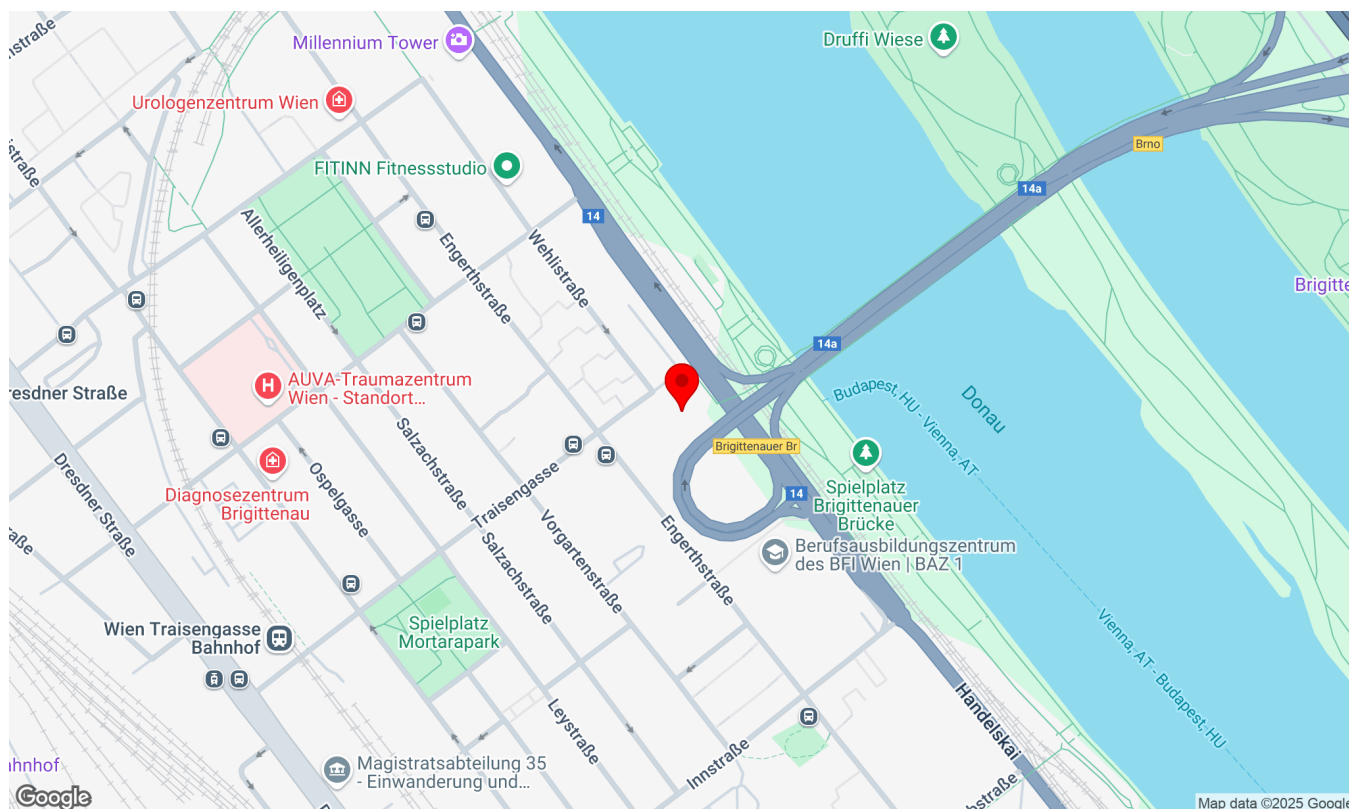 nstraße
Millennium Tower
Druffi Wiese
Urologenzentrum Wien
Brno
FITINN Fitnessstudio
14a
14
Allerheiligenplatz
Engerthstraße
Wehlistraße
Brigitte
14a
AUVA-Traumazentrum
Wien - Standort...
H
resdner Straße
Budapest, HU - Vienna, AT
Donau
Brigittenauer Br
Salzachstraße
Traisengasse
Dresdner Straße
Ospelgasse
Diagnosezentrum
Brigittenau
14
Spielplatz
Brigittenauer
Brücke
Vorgartenstraße
Engerthstraße
Salzachstraße
Berufsausbildungszentrum
des BFI Wien | BAZ 1
Wien Traisengasse
Bahnhof
Spielplatz
Mortarapark
Vienna, AT - Budapest, HU
Handelskai
Leystraße
Innstraße
Magistratsabteilung 35
- Einwanderung und...
Google
Map data ©2025 Google